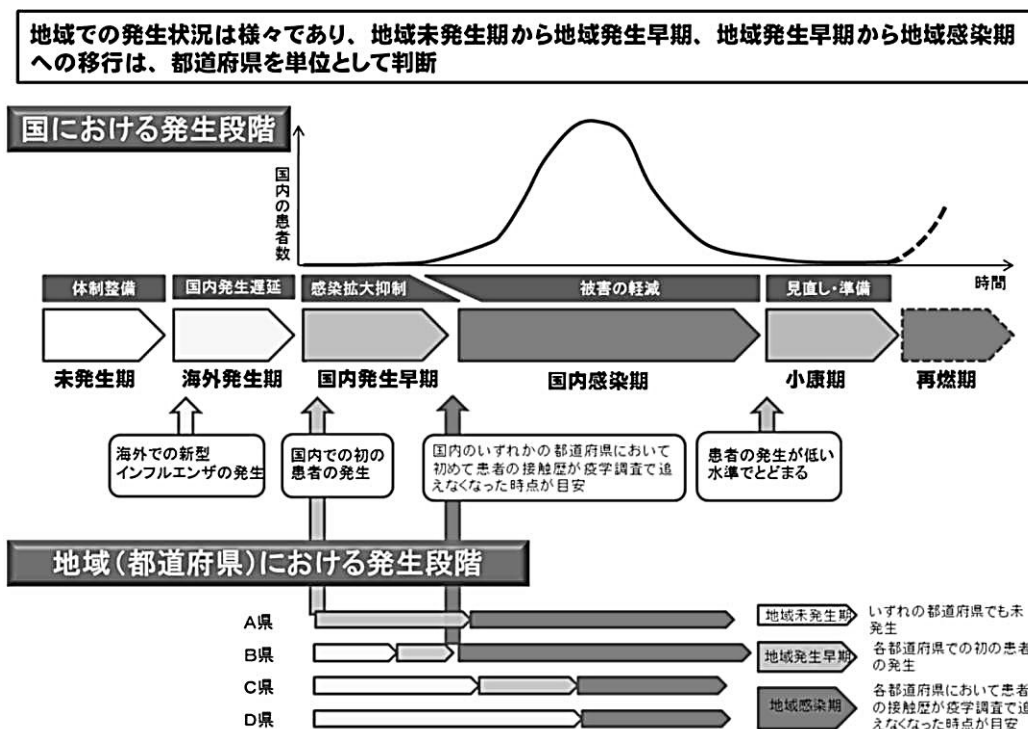 地域での発生状況は様々であり、地域未発生期から地域発生早期、地域発生早期から地域感染期
への移行は、都道府県を単位として判断
国における発生段階
国内の患者数
時間
体制整備
国内発生遅延
感染拡大抑制
被害の軽減
見直し・準備
未発生期
海外発生期
国内発生早期
国内感染期
小康期
再燃期
海外での新型
インフルエンザの発生
国内での初の
患者の発生
国内のいずれかの都道府県において
初めて患者の接触歴が疫学調査で追
えなくなった時点が目安
患者の発生が低い
水準でとどまる
地域(都道府県)における発生段階
A県
B県
C県
D県
地域未発生期
いずれの都道府県でも未
発生
地域発生早期
各都道府県での初の患者
の発生
地域感染期
各都道府県において患者
の接触歴が疫学調査で追
えなくなった時点が目安